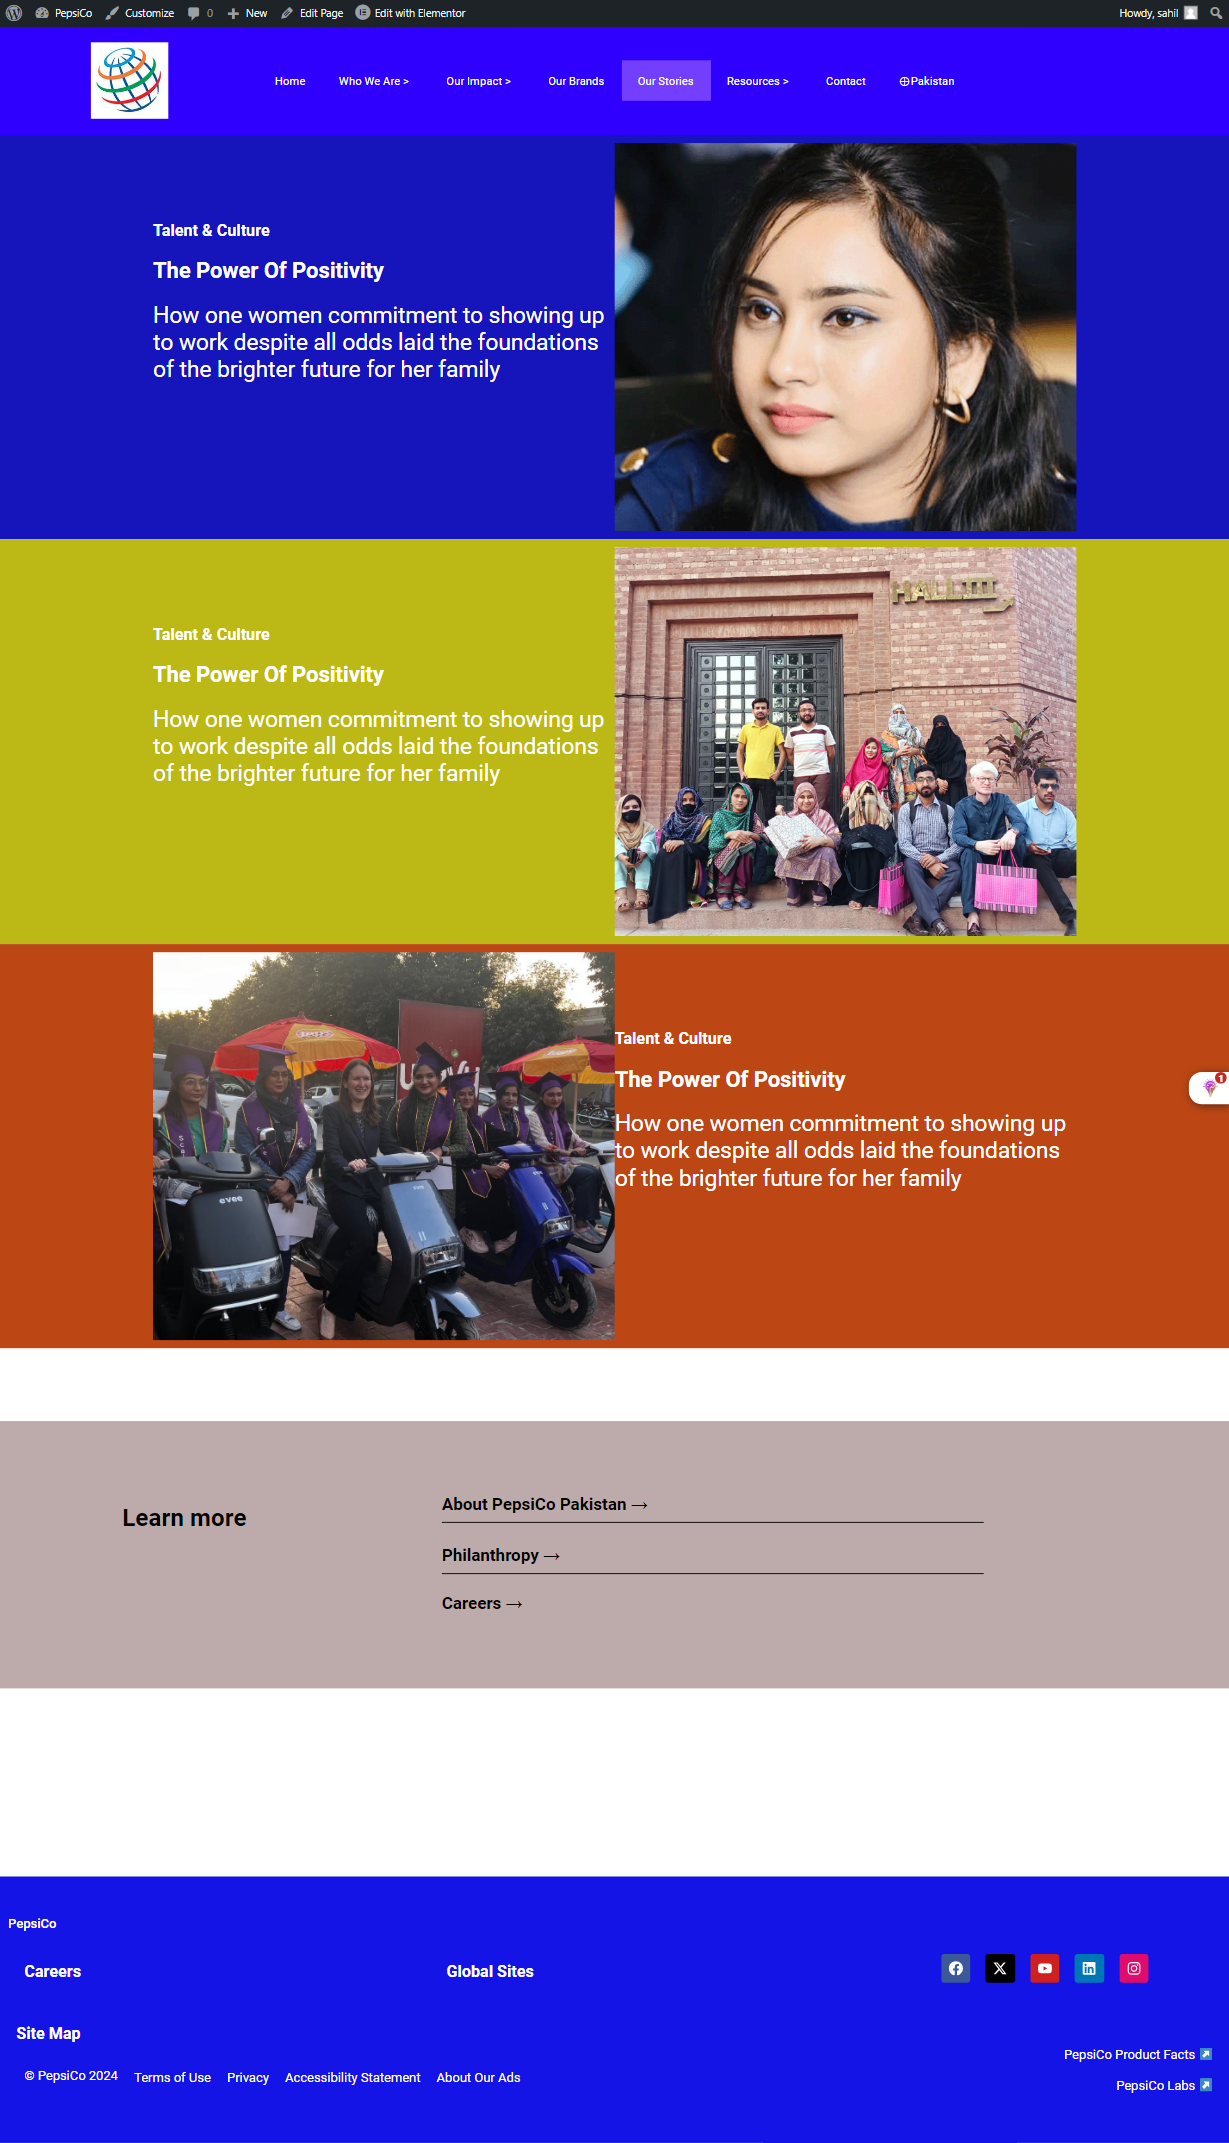 PepsiCo Customize 0 New Edit Page Edit with Elementor Howdy, sahil
Home Who We Are > Our Impact > Our Brands Our Stories Resources > Contact Pakistan
Talent & Culture
The Power Of Positivity
How one women commitment to showing up
to work despite all odds laid the foundations
of the brighter future for her family
HALL III
Talent & Culture
The Power Of Positivity
How one women commitment to showing up
to work despite all odds laid the foundations
of the brighter future for her family
evee
Talent & Culture
The Power Of Positivity
How one women commitment to showing up
to work despite all odds laid the foundations
of the brighter future for her family
1
Learn more
About PepsiCo Pakistan →
Philanthropy →
Careers →
PepsiCo
Careers
Global Sites
Site Map
© PepsiCo 2024 Terms of Use Privacy Accessibility Statement About Our Ads
PepsiCo Product Facts
PepsiCo Labs